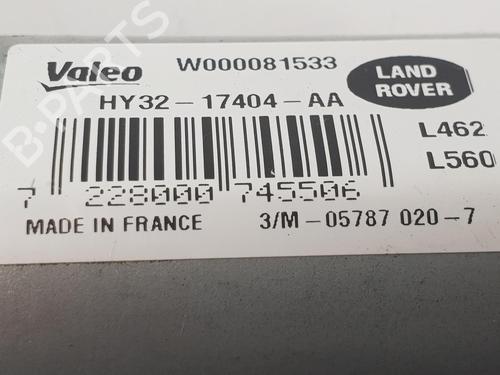 Valeo W000081533
LAND
ROVER
HY32-17404-AA
L462
L560
7 228000 745506
MADE IN FRANCE 3/M-05787 020-7
B-PARTS